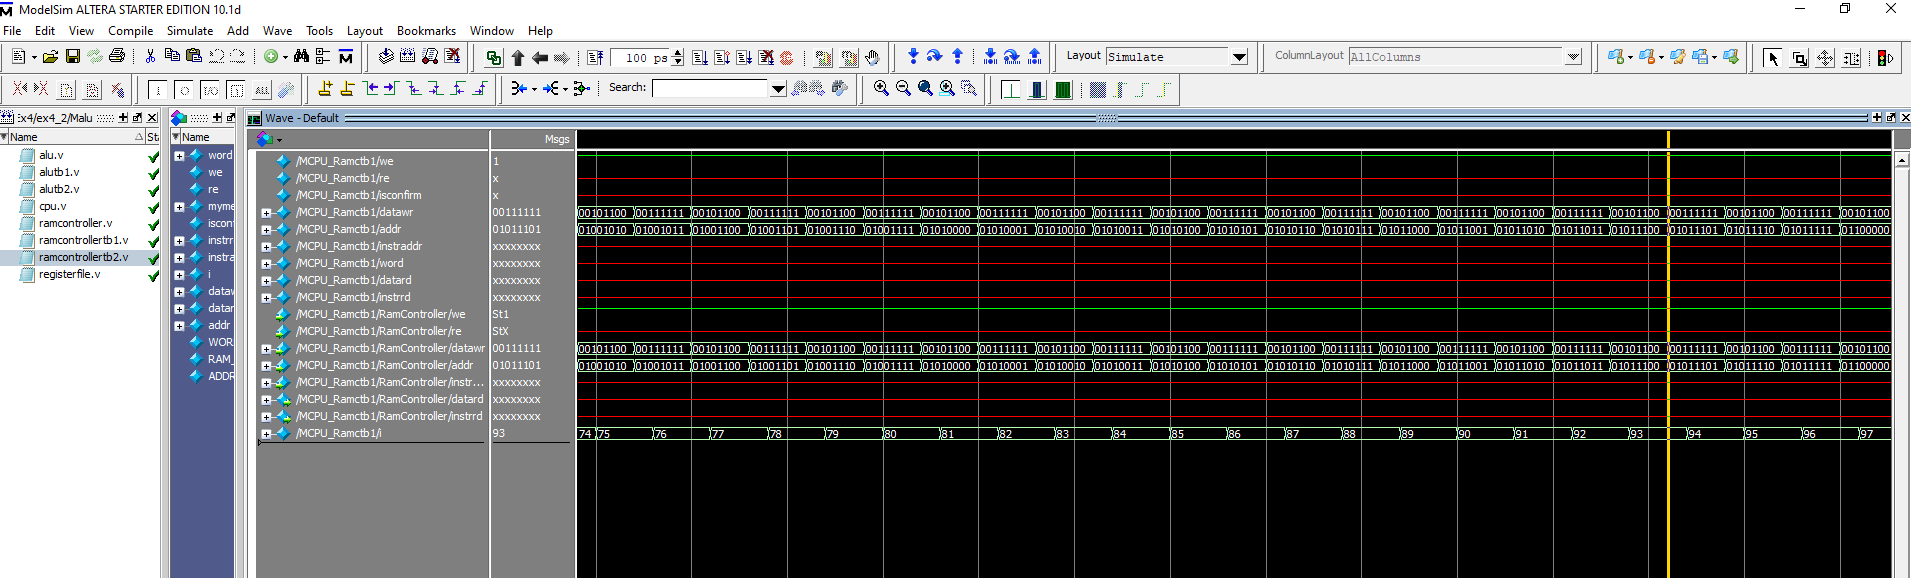 ModelSim ALTERA STARTER EDITION 10.1d
File Edit View Compile Simulate Add Wave Tools Layout Bookmarks Window Help
100 ps Layout Simulate ColumnLayout AllColumns
Search:
:x4/ex4_2/Malu
Wave - Default
Name
Name
Msgs
alu.v
alutb1.v
alutb2.v
cpu.v
ramcontroller.v
ramcontrollertb1.v
ramcontrollertb2.v
registerfile.v
word
we
re
myme
iscon
instrr
instra
i
dataw
datar
addr
WOR
RAM_
ADDR
/MCPU_Ramctb1/we 1
/MCPU_Ramctb1/re x
/MCPU_Ramctb1/isconfirm x
/MCPU_Ramctb1/datawr 00111111 00101100 00111111 00101100 00111111 00101100 00111111 00101100 00111111 00101100 00111111 00101100 00111111 00101100 00111111 00101100 00111111 00101100 00111111 00101100 00111111 00101100
/MCPU_Ramctb1/addr 01011101 01001010 01001011 01001100 01001101 01001110 01001111 01010000 01010001 01010010 01010011 01010100 01010101 01010110 01010111 01011000 01011001 01011010 01011011 01011100 01011101 01011110 01011111 01100000
/MCPU_Ramctb1/instraddr xxxxxxxx
/MCPU_Ramctb1/word xxxxxxxx
/MCPU_Ramctb1/datard xxxxxxxx
/MCPU_Ramctb1/instrrd xxxxxxxx
/MCPU_Ramctb1/RamController/we St1
/MCPU_Ramctb1/RamController/re StX
/MCPU_Ramctb1/RamController/datawr 00111111 00101100 00111111 00101100 00111111 00101100 00111111 00101100 00111111 00101100 00111111 00101100 00111111 00101100 00111111 00101100 00111111 00101100 00111111 00101100 00111111 00101100
/MCPU_Ramctb1/RamController/addr 01011101 01001010 01001011 01001100 01001101 01001110 01001111 01010000 01010001 01010010 01010011 01010100 01010101 01010110 01010111 01011000 01011001 01011010 01011011 01011100 01011101 01011110 01011111 01100000
/MCPU_Ramctb1/RamController/instr... xxxxxxxx
/MCPU_Ramctb1/RamController/datard xxxxxxxx
/MCPU_Ramctb1/RamController/instrrd xxxxxxxx
/MCPU_Ramctb1/i 93 74 75 76 77 78 79 80 81 82 83 84 85 86 87 88 89 90 91 92 93 94 95 96 97